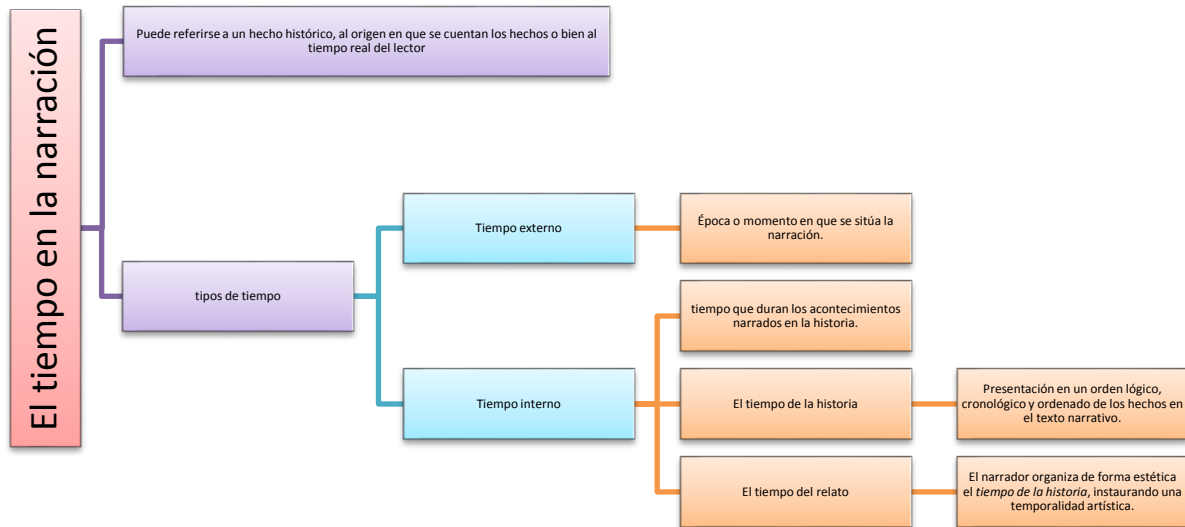 El tiempo en la narración
Puede referirse a un hecho histórico, al origen en que se cuentan los hechos o bien al
tiempo real del lector
tipos de tiempo
Tiempo externo
Época o momento en que se sitúa la
narración.
Tiempo interno
tiempo que duran los acontecimientos
narrados en la historia.
El tiempo de la historia
Presentación en un orden lógico,
cronológico y ordenado de los hechos en
el texto narrativo.
El tiempo del relato
El narrador organiza de forma estética
el tiempo de la historia, instaurando una
temporalidad artística.